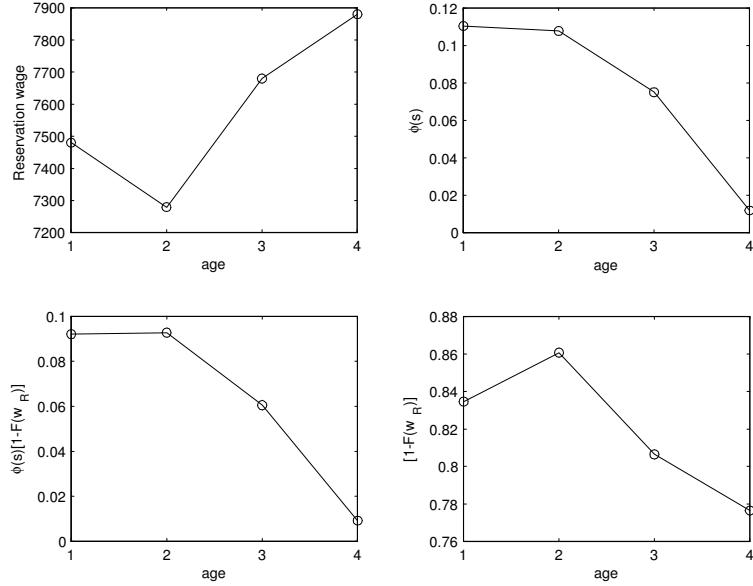 7900
7800
7700
7600
7500
7400
7300
7200
Reservation wage
1 2 3 4
age
0.12
0.1
0.08
0.06
0.04
0.02
0
ϕ(s)
1 2 3 4
age
0.1
0.08
0.06
0.04
0.02
0
ϕ(s)[1-F(w_R)]
1 2 3 4
age
0.88
0.86
0.84
0.82
0.8
0.78
0.76
[1-F(w_R)]
1 2 3 4
age